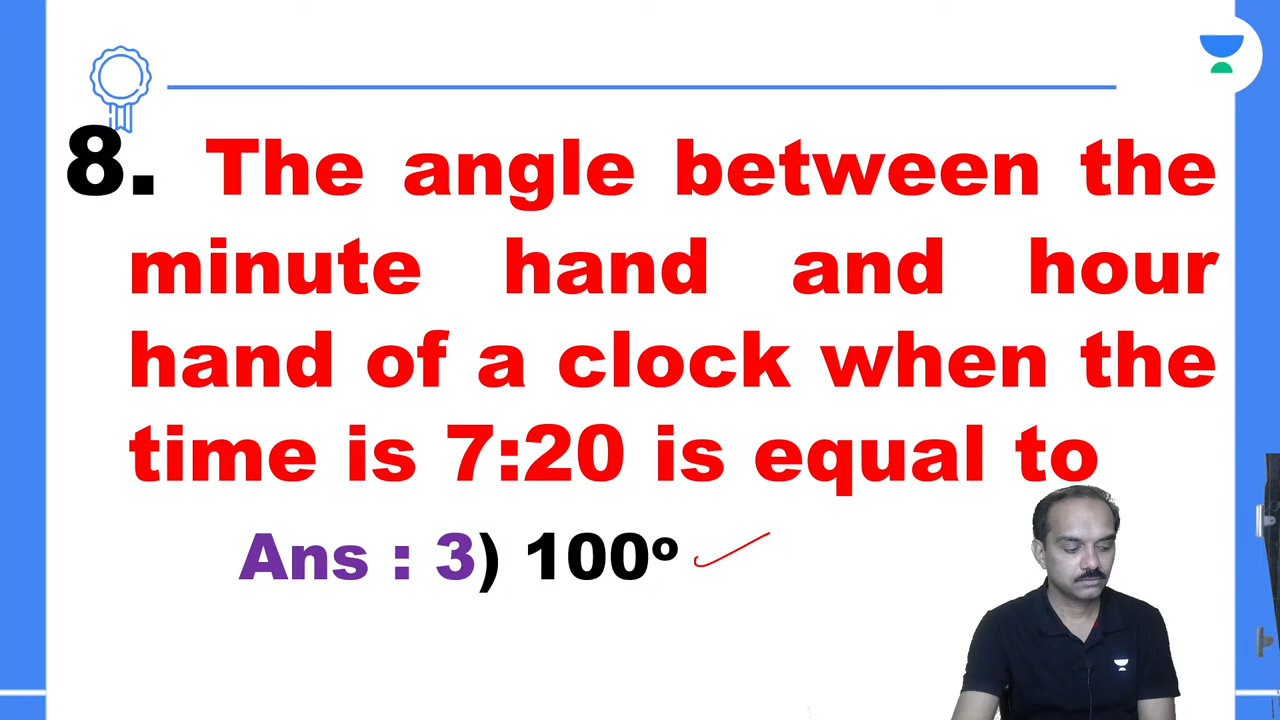 8. The angle between the
minute hand and hour
hand of a clock when the
time is 7:20 is equal to
Ans : 3) 100º